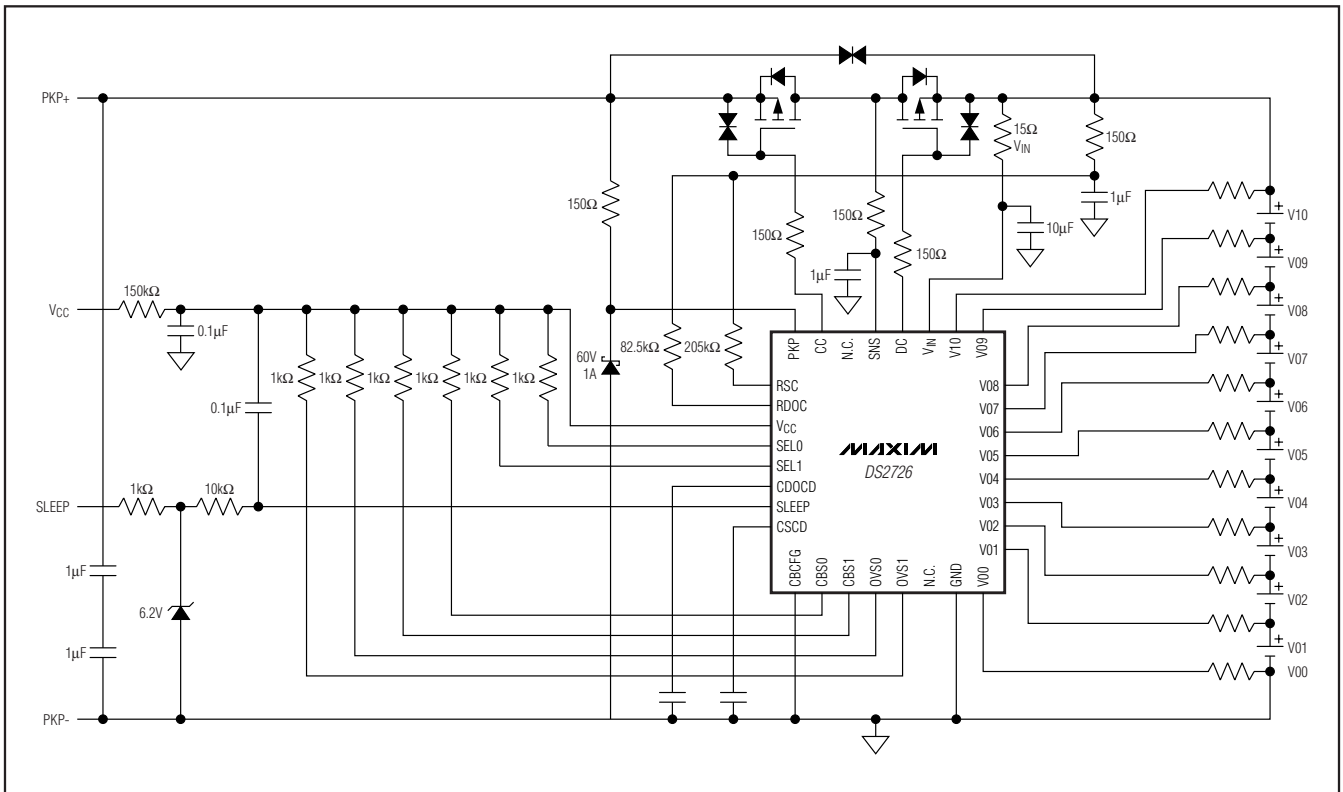 PKP+
15Ω
VIN
150Ω
150Ω
1µF
V10
150Ω
150Ω
10µF
150Ω
V09
1µF
150kΩ
VCC
V08
0.1µF
82.5kΩ
205kΩ
PKP
CC
N.C.
SNS
DC
VIN
V10
V09
V07
60V
1A
1kΩ
1kΩ
1kΩ
1kΩ
1kΩ
1kΩ
RSC
V08
0.1µF
RDOC
V07
V06
VCC
V06
SEL0
V05
V05
MAXIM
DS2726
SEL1
V04
CDOCD
V03
V04
SLEEP
1kΩ
10kΩ
SLEEP
V02
CSCD
V01
V03
1µF
CBCFG
CBS0
CBS1
OVS0
OVS1
N.C.
GND
V00
V02
6.2V
1µF
V01
V00
PKP-